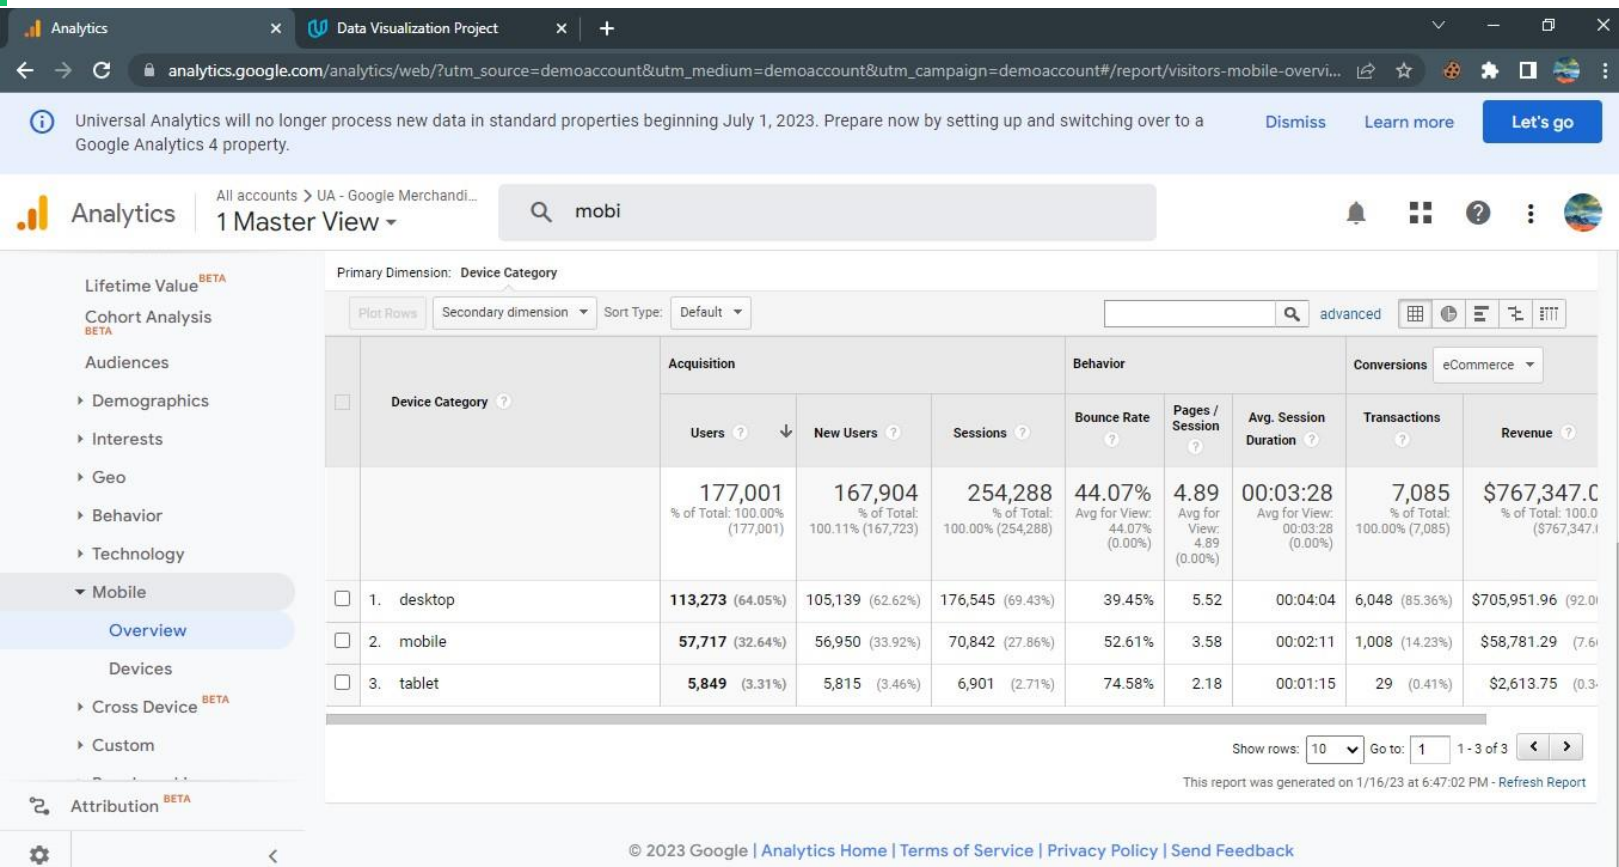 Analytics
Data Visualization Project
analytics.google.com/analytics/web/?utm_source=demoaccount&utm_medium=demoaccount&utm_campaign=demoaccount#/report/visitors-mobile-overvi...
Universal Analytics will no longer process new data in standard properties beginning July 1, 2023. Prepare now by setting up and switching over to a
Google Analytics 4 property.
Dismiss
Learn more
Let's go
Analytics
All accounts > UA - Google Merchandi...
1 Master View
mobi
Lifetime Value BETA
Cohort Analysis
BETA
Audiences
Demographics
Interests
Geo
Behavior
Technology
Mobile
Overview
Devices
Cross Device BETA
Custom
Attribution BETA
Primary Dimension: Device Category
Plot Rows Secondary dimension Sort Type: Default advanced
Device Category
Acquisition
Behavior
Conversions eCommerce
Users New Users Sessions
Bounce Rate
Pages /
Session
Avg. Session
Duration
Transactions
Revenue
177,001
% of Total: 100.00%
(177,001)
167,904
% of Total:
100.11% (167,723)
254,288
% of Total:
100.00% (254,288)
44.07%
Avg for View:
44.07%
(0.00%)
4.89
Avg for
View:
4.89
(0.00%)
00:03:28
Avg for View:
00:03:28
(0.00%)
7,085
% of Total:
100.00% (7,085)
$767,347.0
% of Total: 100.0
($767,347.
1. desktop 113,273 (64.05%) 105,139 (62.62%) 176,545 (69.43%) 39.45% 5.52 00:04:04 6,048 (85.36%) $705,951.96 (92.0
2. mobile 57,717 (32.64%) 56,950 (33.92%) 70,842 (27.86%) 52.61% 3.58 00:02:11 1,008 (14.23%) $58,781.29 (7.6
3. tablet 5,849 (3.31%) 5,815 (3.46%) 6,901 (2.71%) 74.58% 2.18 00:01:15 29 (0.41%) $2,613.75 (0.3
Show rows: 10 Go to: 1 1 - 3 of 3
This report was generated on 1/16/23 at 6:47:02 PM - Refresh Report
© 2023 Google | Analytics Home | Terms of Service | Privacy Policy | Send Feedback